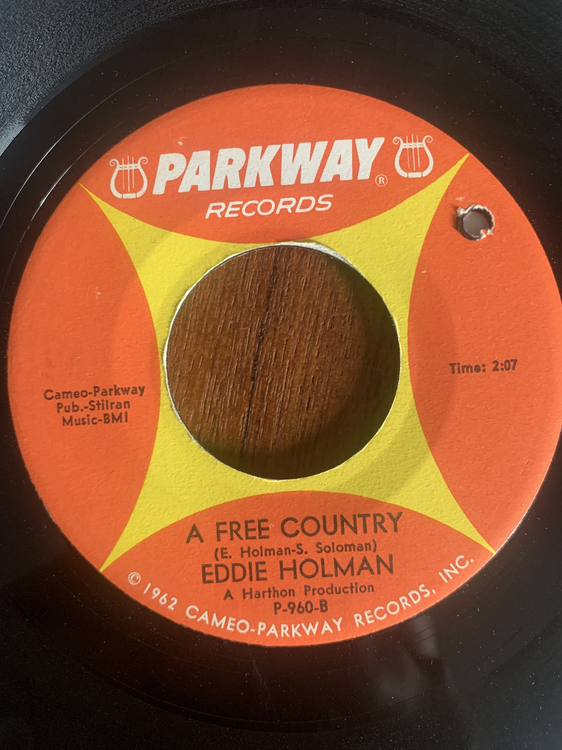 PARKWAY®
RECORDS
Cameo-Parkway
Pub.-Stilran
Music-BMI
Time: 2:07
A FREE COUNTRY
(E. Holman-S. Soloman)
EDDIE HOLMAN
A Harthon Production
P-960-B
© 1962 CAMEO-PARKWAY RECORDS, INC.